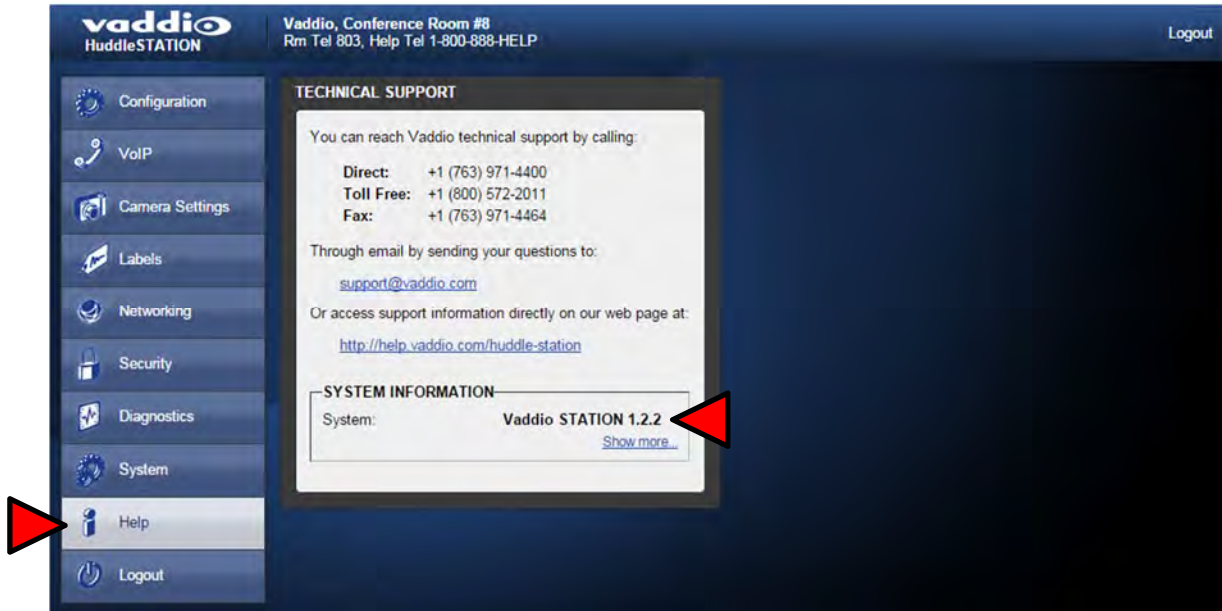 vaddio
HuddleSTATION
Vaddio, Conference Room #8
Rm Tel 803, Help Tel 1-800-888-HELP
Logout
Configuration
VoIP
Camera Settings
Labels
Networking
Security
Diagnostics
System
Help
Logout
TECHNICAL SUPPORT
You can reach Vaddio technical support by calling:
Direct: +1 (763) 971-4400
Toll Free: +1 (800) 572-2011
Fax: +1 (763) 971-4464
Through email by sending your questions to:
support@vaddio.com
Or access support information directly on our web page at:
http://help.vaddio.com/huddle-station
SYSTEM INFORMATION
System: Vaddio STATION 1.2.2
Show more...